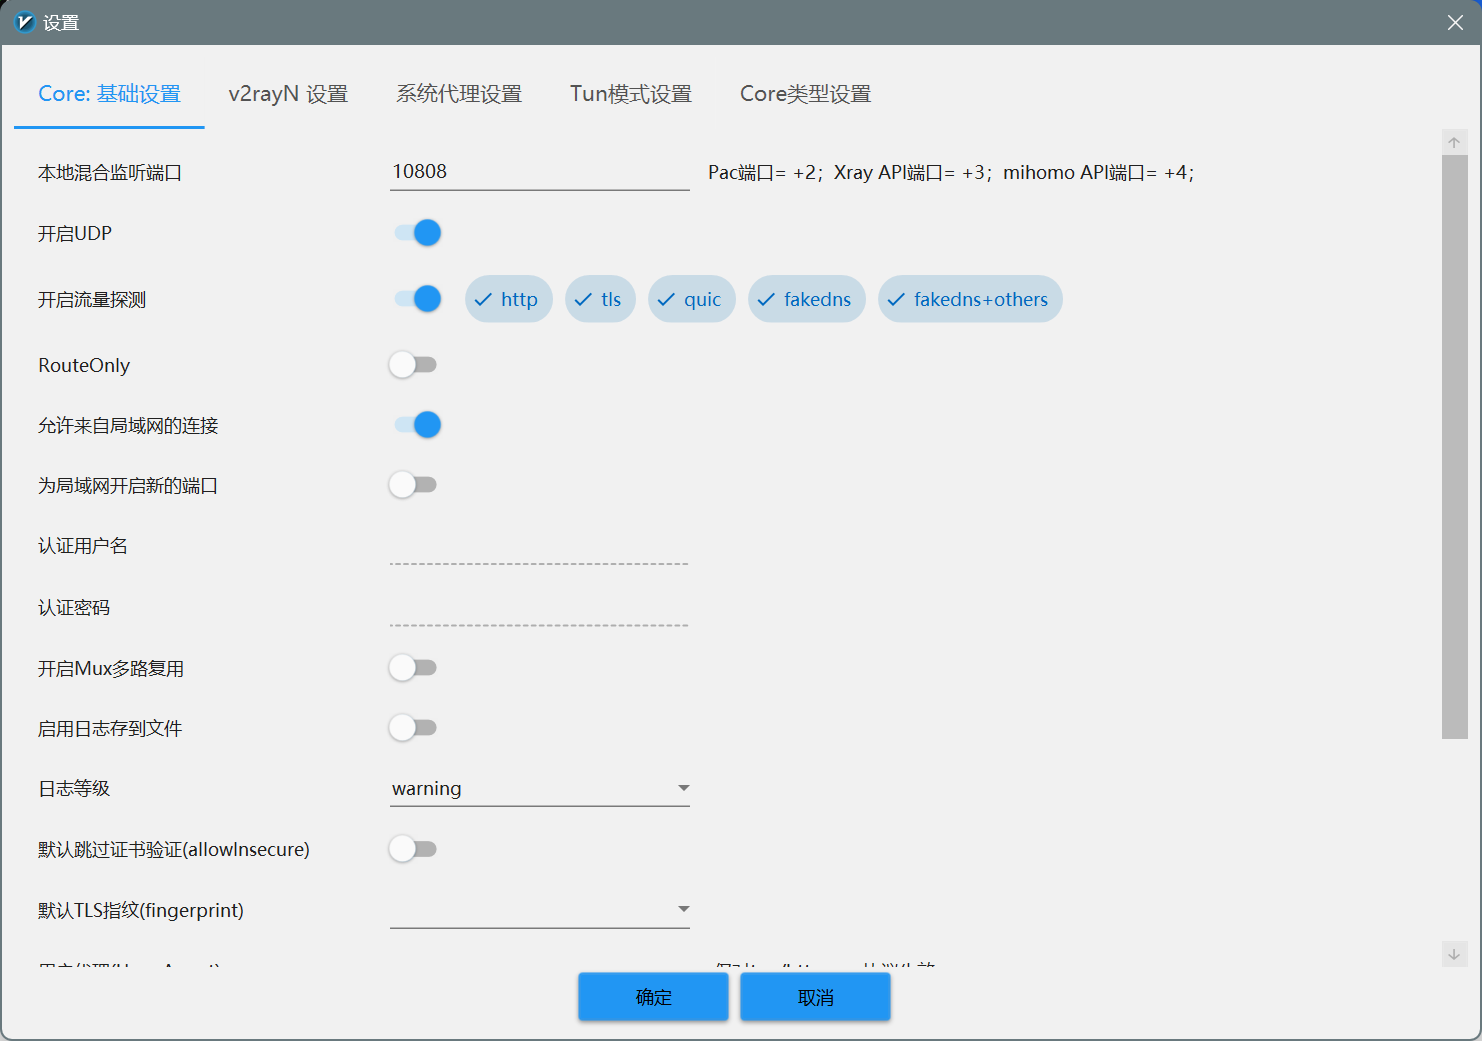 设置
Core: 基础设置 v2rayN 设置 系统代理设置 Tun模式设置 Core类型设置
本地混合监听端口 10808 Pac端口= +2；Xray API端口= +3；mihomo API端口= +4；
开启UDP
开启流量探测 http tls quic fakedns fakedns+others
RouteOnly
允许来自局域网的连接
为局域网开启新的端口
认证用户名
认证密码
开启Mux多路复用
启用日志存到文件
日志等级 warning
默认跳过证书验证(allowInsecure)
默认TLS指纹(fingerprint)
确定 取消